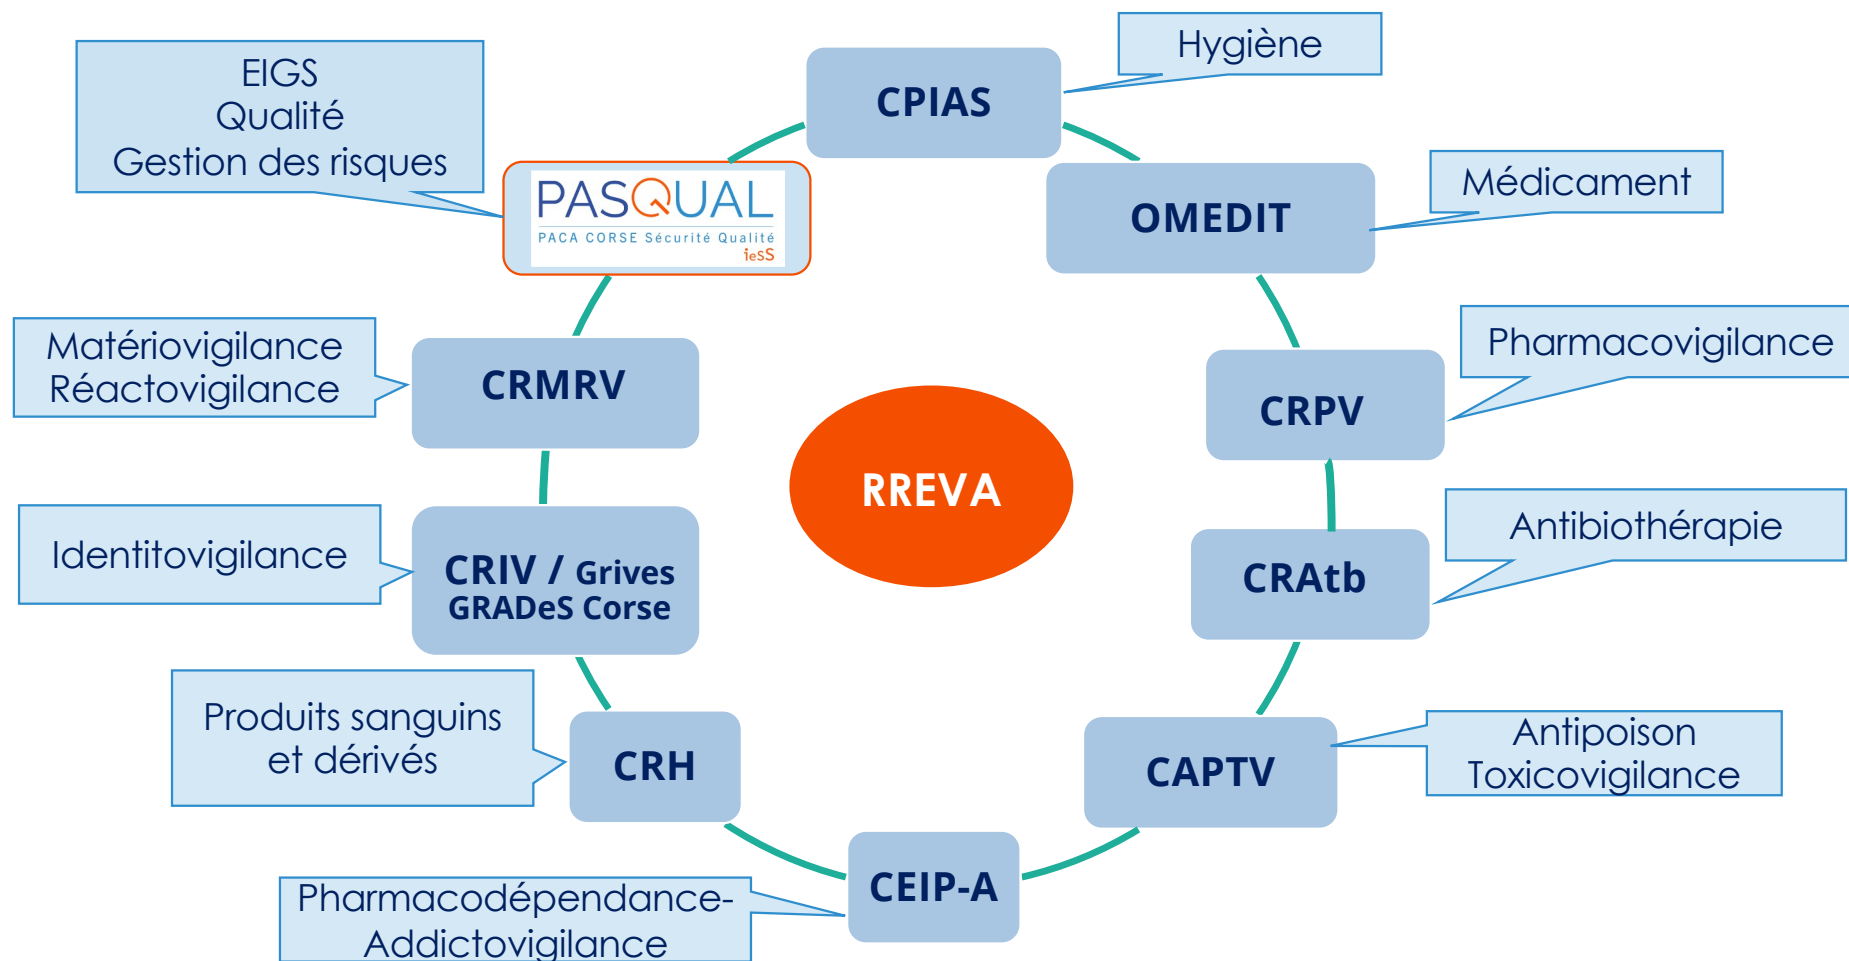 EIGS
Qualité
Gestion des risques
PASQUAL
PACA CORSE Sécurité Qualité
ieSS
CPIAS
Hygiène
OMEDIT
Médicament
CRPV
Pharmacovigilance
CRAtb
Antibiothérapie
CAPTV
Antipoison
Toxicovigilance
CEIP-A
Pharmacodépendance-
Addictovigilance
CRH
Produits sanguins
et dérivés
CRIV / Grives
GRADeS Corse
Identitovigilance
CRMRV
Matériovigilance
Réactovigilance
RREVA